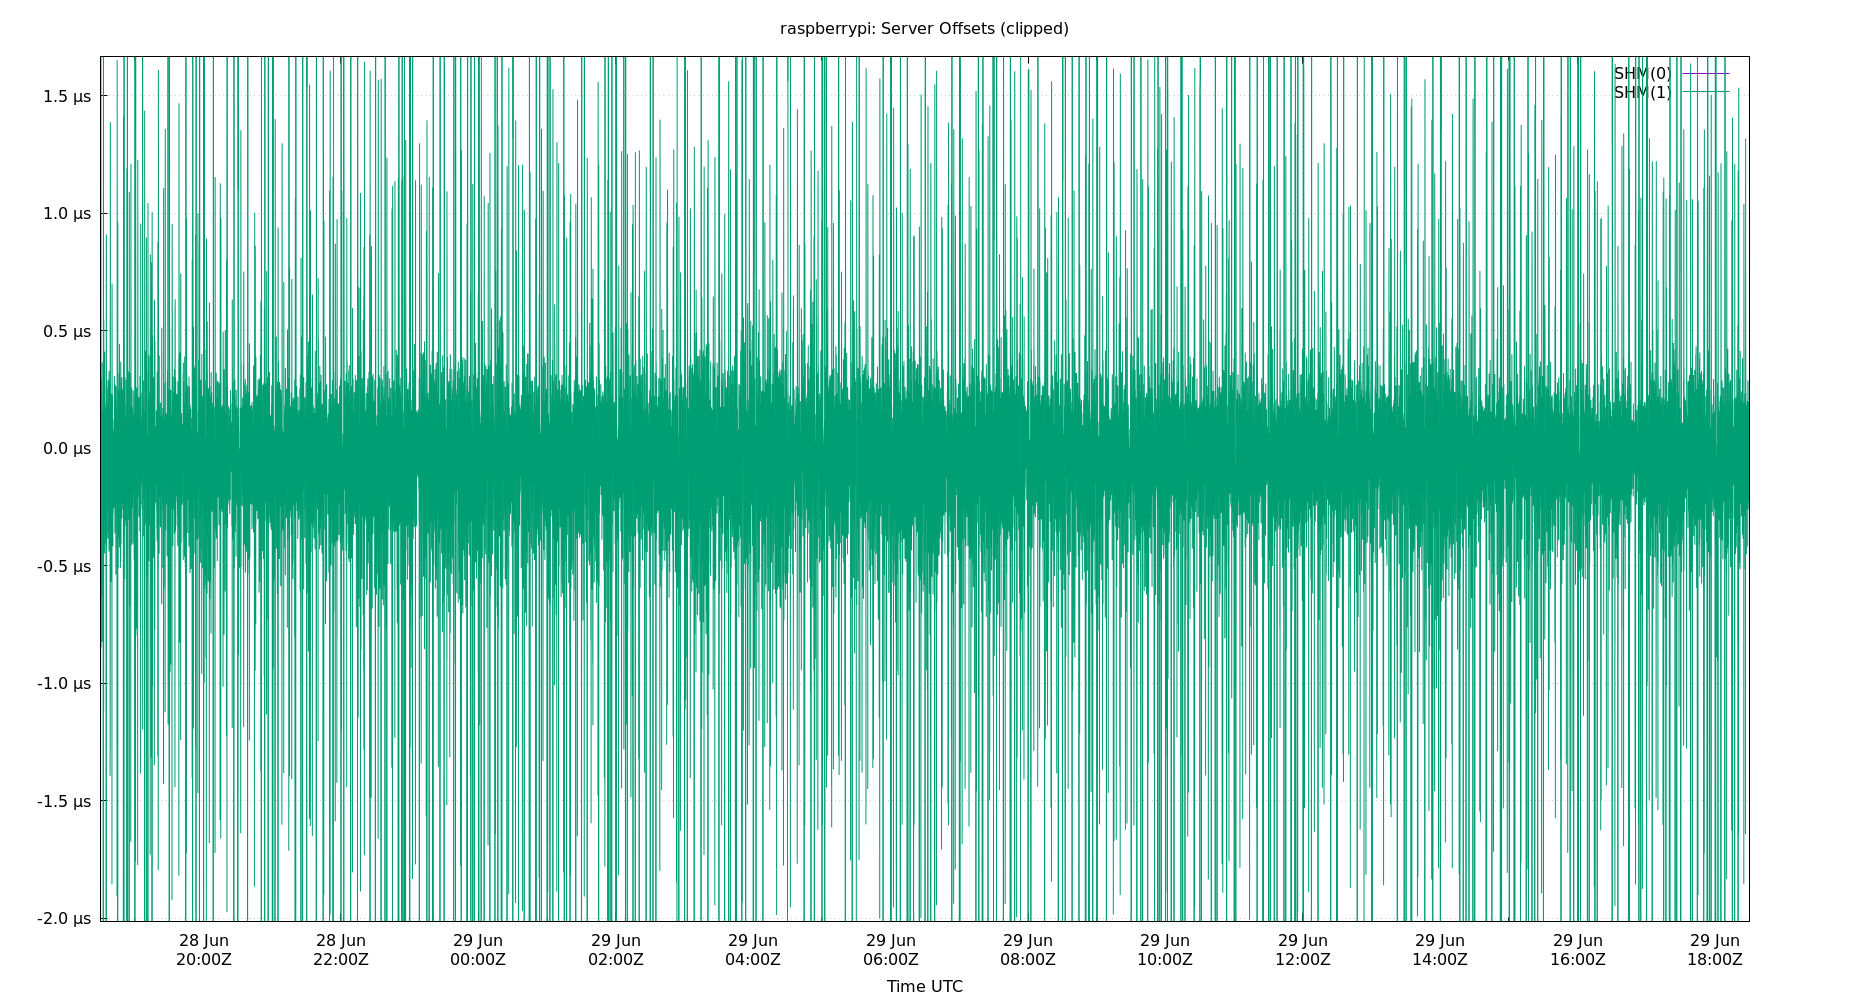 raspberrypi: Server Offsets (clipped)
SHM(0)
SHM(1)
1.5 µs
1.0 µs
0.5 µs
0.0 µs
-0.5 µs
-1.0 µs
-1.5 µs
-2.0 µs
28 Jun 28 Jun 29 Jun 29 Jun 29 Jun 29 Jun 29 Jun 29 Jun 29 Jun 29 Jun 29 Jun 29 Jun
20:00Z 22:00Z 00:00Z 02:00Z 04:00Z 06:00Z 08:00Z 10:00Z 12:00Z 14:00Z 16:00Z 18:00Z
Time UTC